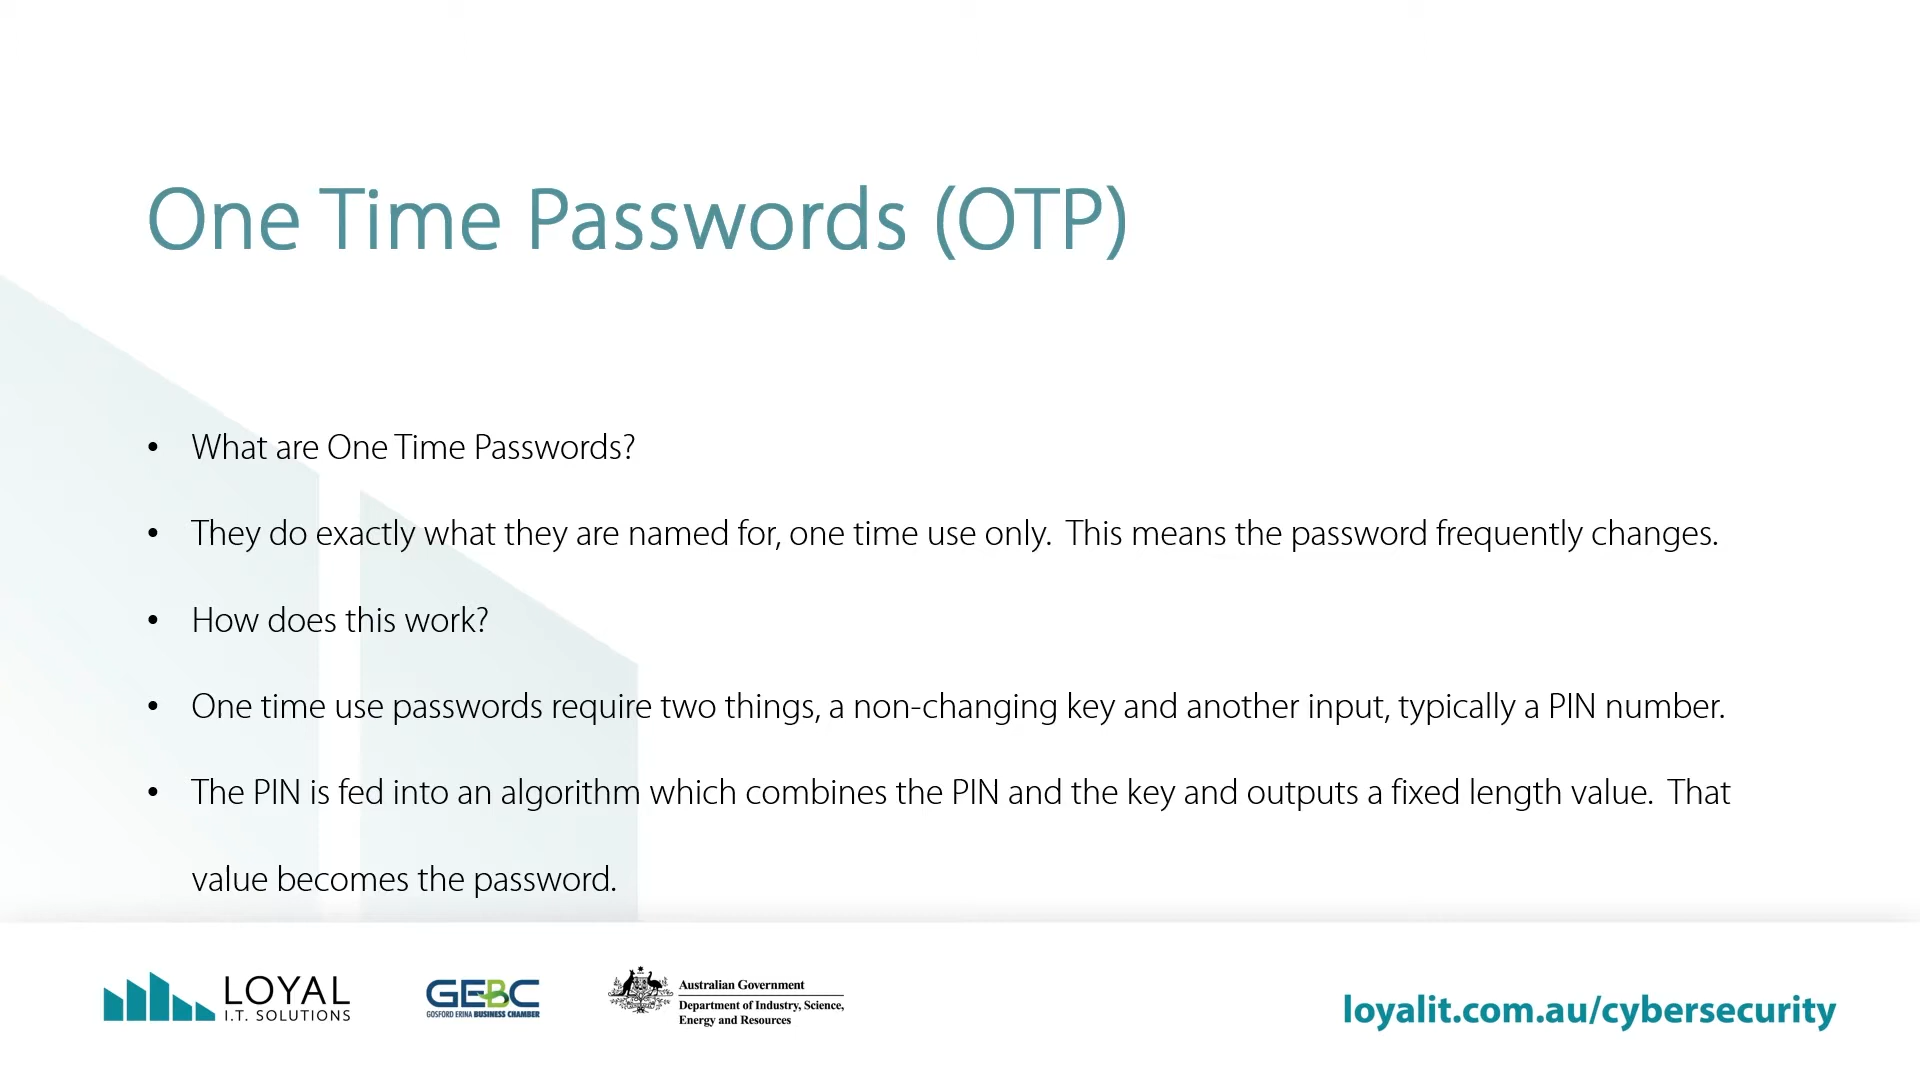 One Time Passwords (OTP)
• What are One Time Passwords?
• They do exactly what they are named for, one time use only.  This means the password frequently changes.
• How does this work?
• One time use passwords require two things, a non-changing key and another input, typically a PIN number.
• The PIN is fed into an algorithm which combines the PIN and the key and outputs a fixed length value.  That
value becomes the password.
LOYAL
I.T. SOLUTIONS
GEBC
GOSFORD ERINA BUSINESS CHAMBER
Australian Government
Department of Industry, Science,
Energy and Resources
loyalit.com.au/cybersecurity